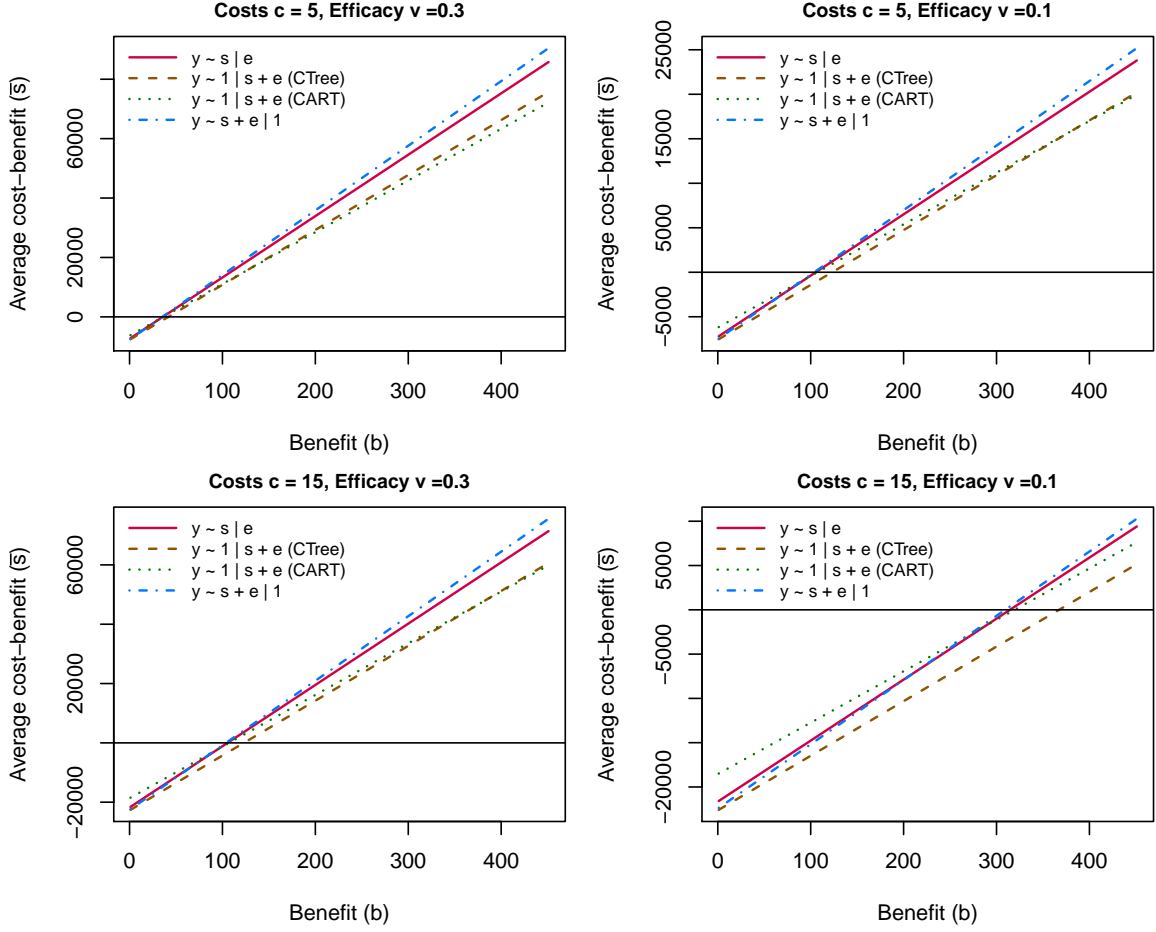 Costs c = 5, Efficacy v =0.3
y ~ s | e
y ~ 1 | s + e (CTree)
y ~ 1 | s + e (CART)
y ~ s + e | 1
Average cost−benefit (s̅)
60000
20000
0
0 100 200 300 400
Benefit (b)
Costs c = 5, Efficacy v =0.1
y ~ s | e
y ~ 1 | s + e (CTree)
y ~ 1 | s + e (CART)
y ~ s + e | 1
Average cost−benefit (s̅)
25000
15000
5000
−5000
0 100 200 300 400
Benefit (b)
Costs c = 15, Efficacy v =0.3
y ~ s | e
y ~ 1 | s + e (CTree)
y ~ 1 | s + e (CART)
y ~ s + e | 1
Average cost−benefit (s̅)
60000
20000
−20000
0 100 200 300 400
Benefit (b)
Costs c = 15, Efficacy v =0.1
y ~ s | e
y ~ 1 | s + e (CTree)
y ~ 1 | s + e (CART)
y ~ s + e | 1
Average cost−benefit (s̅)
5000
−5000
−20000
0 100 200 300 400
Benefit (b)